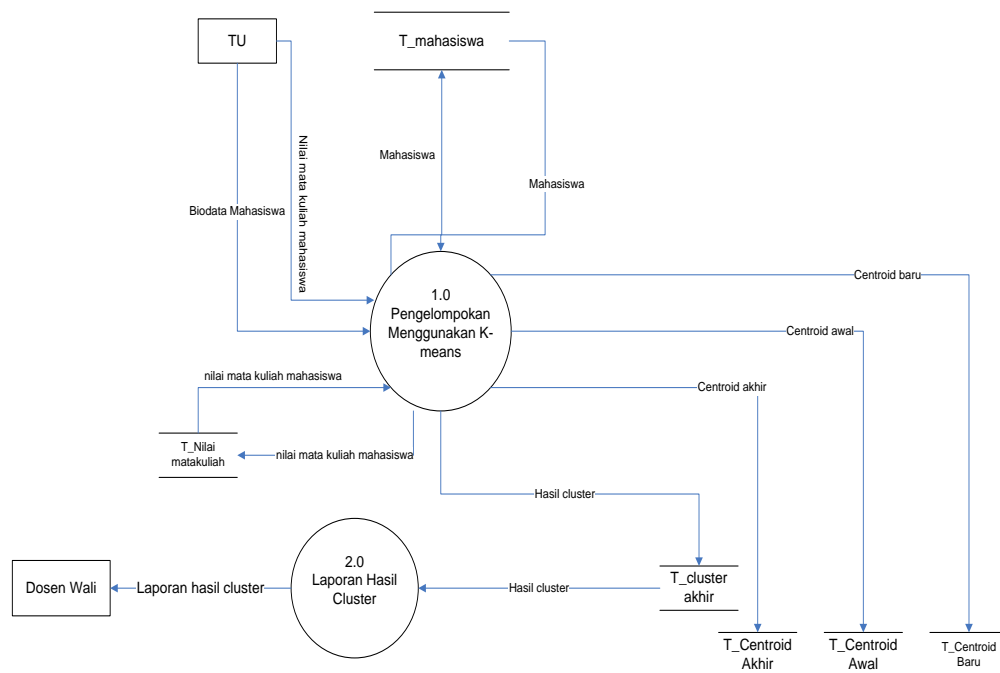 TU
T_mahasiswa
Nilai mata kuliah mahasiswa
Mahasiswa
Mahasiswa
Biodata Mahasiswa
Centroid baru
1.0
Pengelompokan
Menggunakan K-
means
Centroid awal
nilai mata kuliah mahasiswa
Centroid akhir
T_Nilai
matakuliah
nilai mata kuliah mahasiswa
Hasil cluster
2.0
Laporan Hasil
Cluster
Dosen Wali
Laporan hasil cluster
Hasil cluster
T_cluster
akhir
T_Centroid
Akhir
T_Centroid
Awal
T_Centroid
Baru